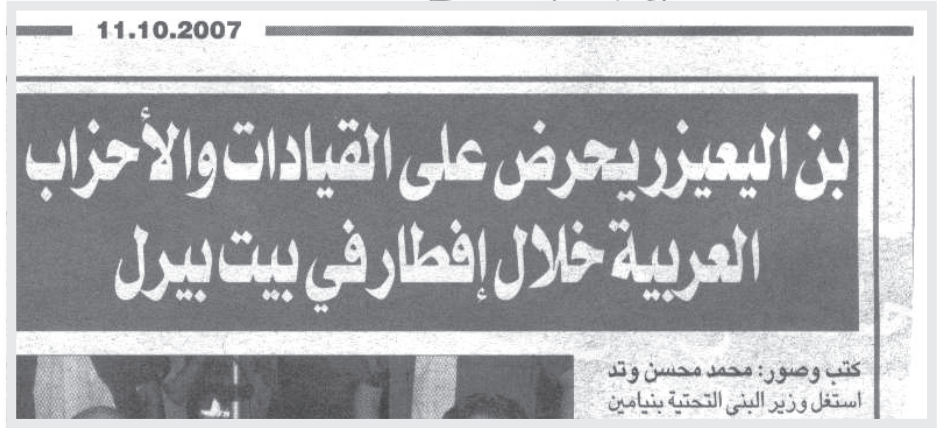 11.10.2007
بن اليعيزر يحرض على القيادات والأحزاب
العربية خلال إفطار في بيت بيرل
كتب وصور: محمد محسن وتد
استغل وزير البنى التحتية بنيامين